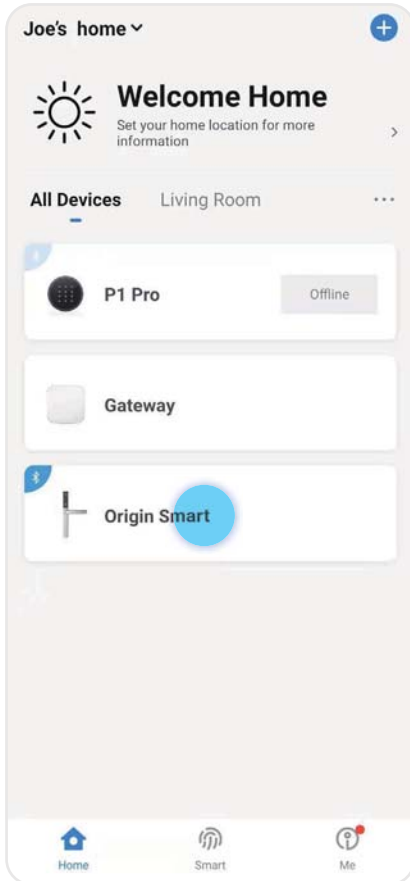 Joe's home
Welcome Home
Set your home location for more
information
All Devices Living Room
P1 Pro Offline
Gateway
Origin Smart
Home Smart Me